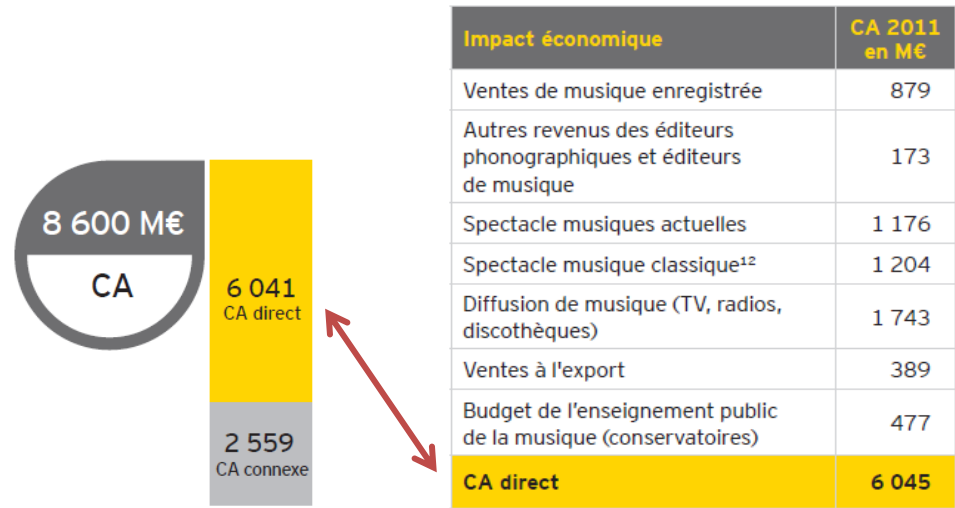 8 600 M€
CA
6 041
CA direct
2 559
CA connexe
Impact économique
CA 2011
en M€
Ventes de musique enregistrée
879
Autres revenus des éditeurs
phonographiques et éditeurs
de musique
173
Spectacle musiques actuelles
1 176
Spectacle musique classique¹²
1 204
Diffusion de musique (TV, radios,
discothèques)
1 743
Ventes à l'export
389
Budget de l’enseignement public
de la musique (conservatoires)
477
CA direct
6 045